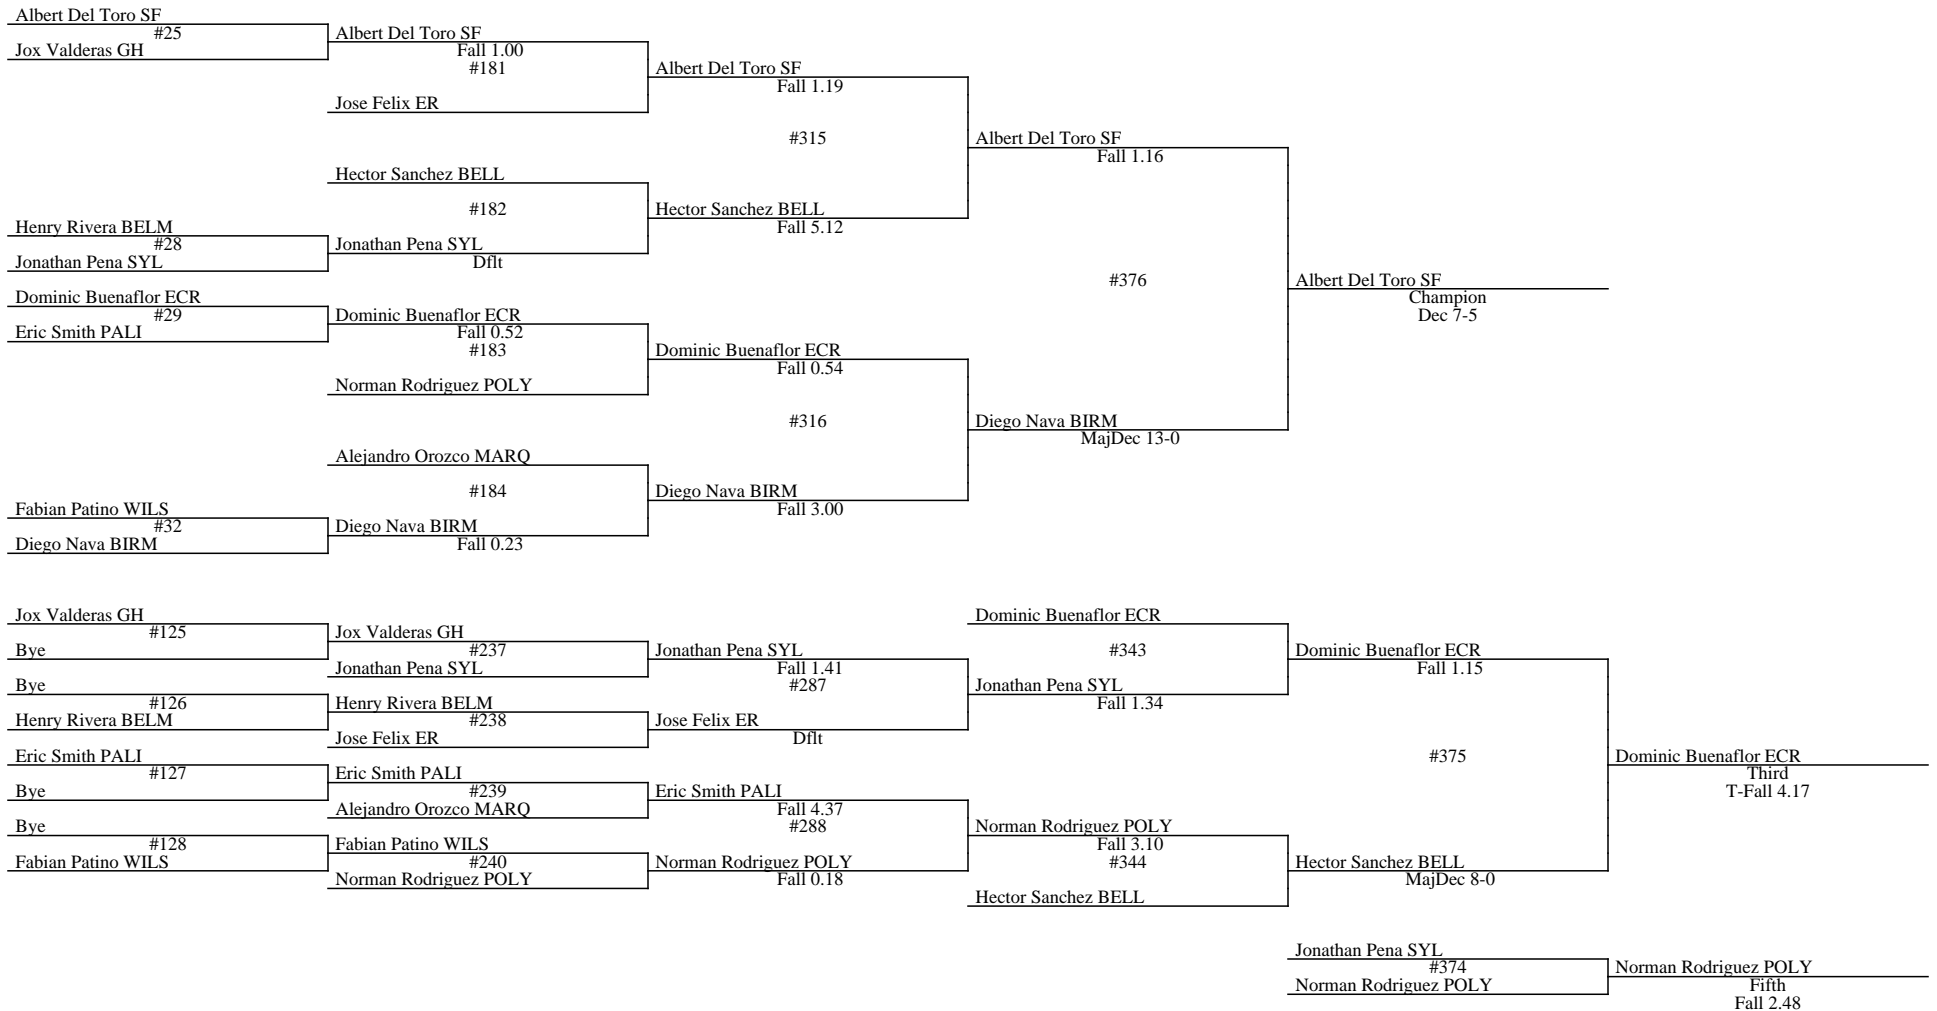 Albert Del Toro SF
#25
Jox Valderas GH
Albert Del Toro SF
Fall 1.00
#181
Jose Felix ER
Albert Del Toro SF
Fall 1.19
#315
Hector Sanchez BELL
#182
Henry Rivera BELM
#28
Jonathan Pena SYL
Jonathan Pena SYL
Dflt
Hector Sanchez BELL
Fall 5.12
Albert Del Toro SF
Fall 1.16
#376
Dominic Buenaflor ECR
#29
Eric Smith PALI
Dominic Buenaflor ECR
Fall 0.52
#183
Norman Rodriguez POLY
Dominic Buenaflor ECR
Fall 0.54
#316
Alejandro Orozco MARQ
#184
Fabian Patino WILS
#32
Diego Nava BIRM
Diego Nava BIRM
Fall 0.23
Diego Nava BIRM
Fall 3.00
Diego Nava BIRM
MajDec 13-0
Albert Del Toro SF
Champion
Dec 7-5
Jox Valderas GH
#125
Bye
Bye
#126
Henry Rivera BELM
Eric Smith PALI
#127
Bye
Bye
#128
Fabian Patino WILS
Jox Valderas GH
#237
Jonathan Pena SYL
Henry Rivera BELM
#238
Jose Felix ER
Eric Smith PALI
#239
Alejandro Orozco MARQ
Fabian Patino WILS
#240
Norman Rodriguez POLY
Jonathan Pena SYL
Fall 1.41
#287
Jose Felix ER
Dflt
Eric Smith PALI
Fall 4.37
#288
Norman Rodriguez POLY
Fall 0.18
Dominic Buenaflor ECR
#343
Jonathan Pena SYL
Fall 1.34
Norman Rodriguez POLY
Fall 3.10
#344
Hector Sanchez BELL
Dominic Buenaflor ECR
Fall 1.15
#375
Hector Sanchez BELL
MajDec 8-0
Dominic Buenaflor ECR
Third
T-Fall 4.17
Jonathan Pena SYL
#374
Norman Rodriguez POLY
Norman Rodriguez POLY
Fifth
Fall 2.48